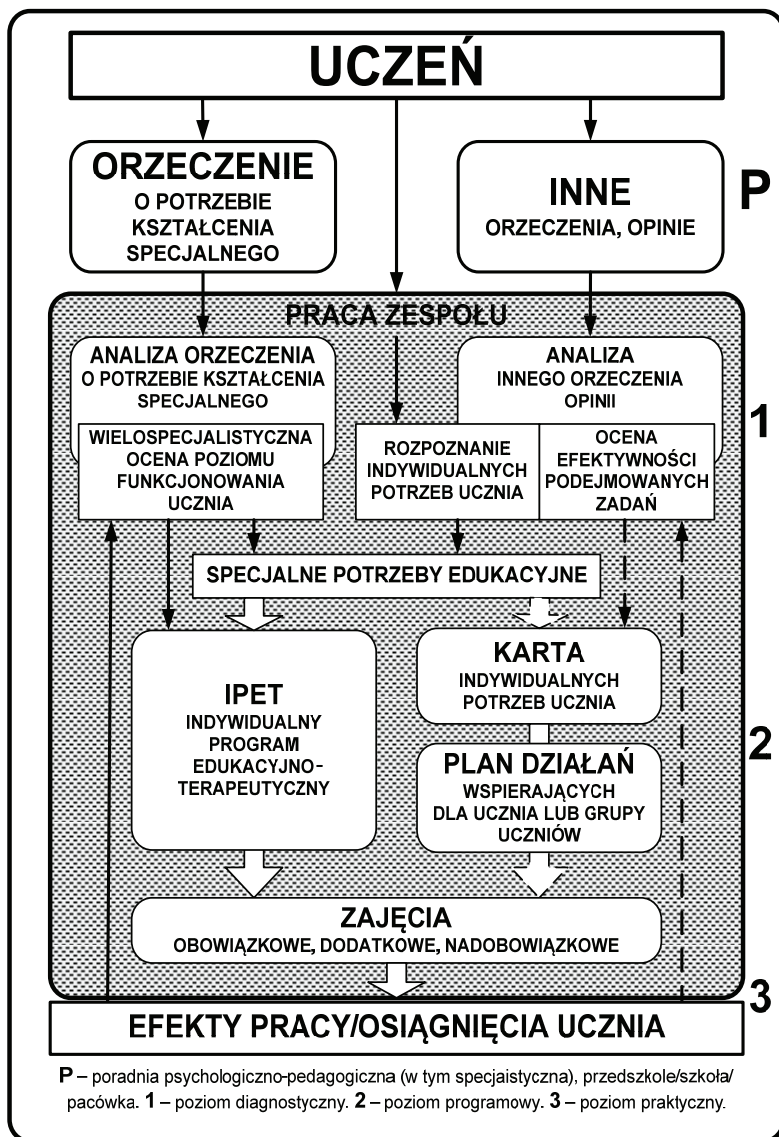 UCZEŃ
ORZECZENIE
O POTRZEBIE
KSZTAŁCENIA
SPECJALNEGO
INNE
ORZECZENIA, OPINIE
P
PRACA ZESPOŁU
ANALIZA ORZECZENIA
O POTRZEBIE KSZTAŁCENIA
SPECJALNEGO
ANALIZA
INNEGO ORZECZENIA
OPINII
1
WIELOSPECJALISTYCZNA
OCENA POZIOMU
FUNKCJONOWANIA
UCZNIA
ROZPOZNANIE
INDYWIDUALNYCH
POTRZEB UCZNIA
OCENA
EFEKTYWNOŚCI
PODEJMOWANYCH
ZADAŃ
SPECJALNE POTRZEBY EDUKACYJNE
IPET
INDYWIDUALNY
PROGRAM
EDUKACYJNO-
TERAPEUTYCZNY
KARTA
INDYWIDUALNYCH
POTRZEB UCZNIA
2
PLAN DZIAŁAŃ
WSPIERAJĄCYCH
DLA UCZNIA LUB GRUPY
UCZNIÓW
ZAJĘCIA
OBOWIĄZKOWE, DODATKOWE, NADOBOWIĄZKOWE
3
EFEKTY PRACY/OSIĄGNIĘCIA UCZNIA
P – poradnia psychologiczno-pedagogiczna (w tym specjaistyczna), przedszkole/szkoła/
pacówka. 1 – poziom diagnostyczny. 2 – poziom programowy. 3 – poziom praktyczny.